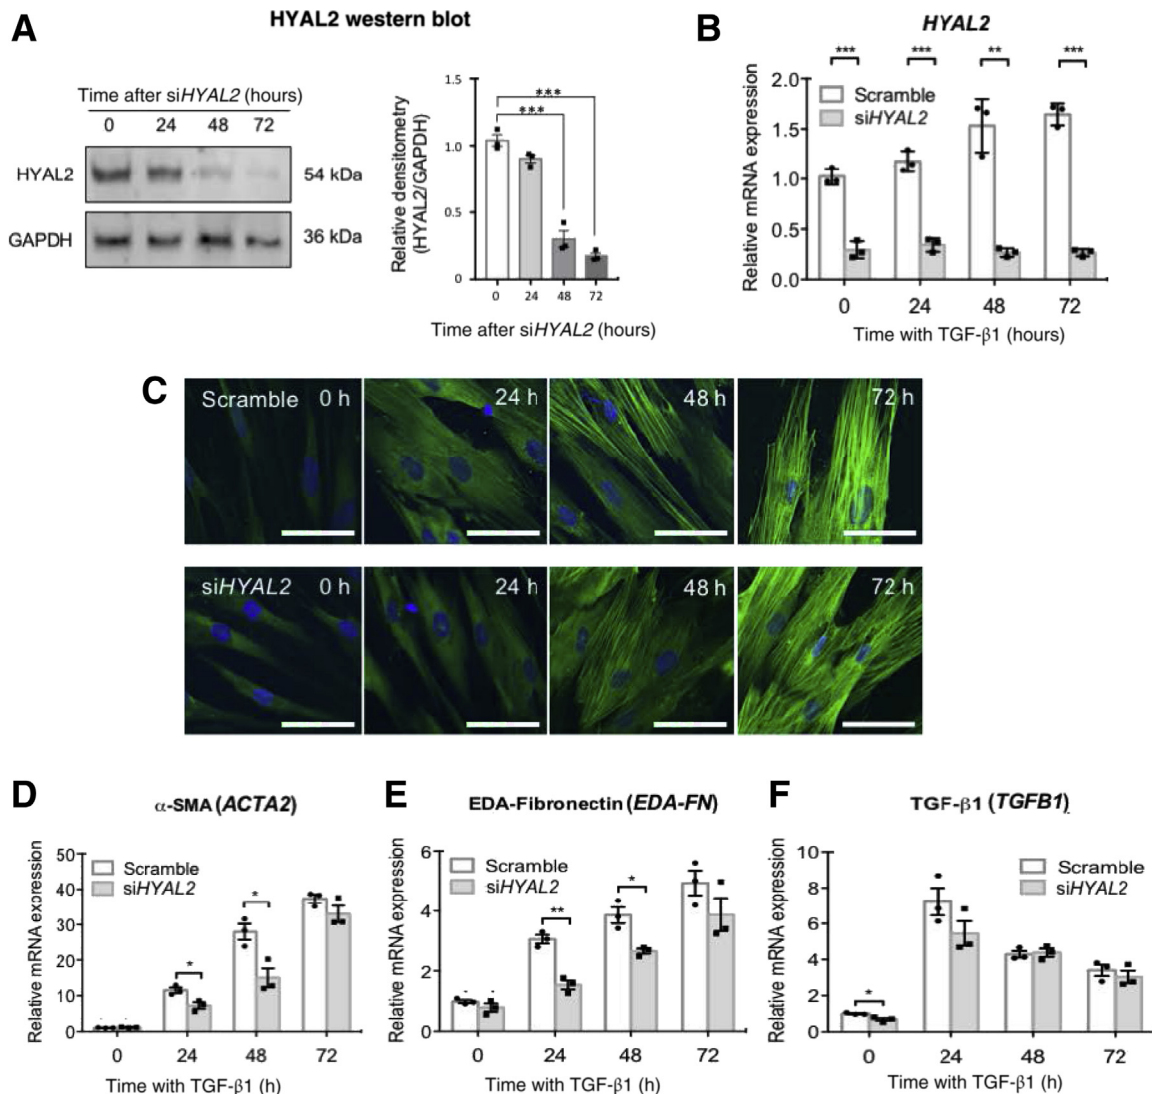 A
HYAL2 western blot
Time after siHYAL2 (hours)
0 24 48 72
HYAL2
54 kDa
GAPDH
36 kDa
Relative densitometry
(HYAL2/GAPDH)
1.5
1.0
0.5
0
***
***
0 24 48 72
Time after siHYAL2 (hours)
B
HYAL2
*** *** ** ***
Relative mRNA expression
2.0
1.5
1.0
0.5
0.0
Scramble
siHYAL2
0 24 48 72
Time with TGF-β1 (hours)
C
Scramble 0 h
24 h
48 h
72 h
siHYAL2 0 h
24 h
48 h
72 h
D
α-SMA (ACTA2)
Relative mRNA expression
50
40
30
20
10
0
Scramble
siHYAL2
*
*
0 24 48 72
Time with TGF-β1 (h)
E
EDA-Fibronectin (EDA-FN)
Relative mRNA expression
6
4
2
0
Scramble
siHYAL2
**
*
0 24 48 72
Time with TGF-β1 (h)
F
TGF-β1 (TGFB1)
Relative mRNA expression
10
8
6
4
2
0
Scramble
siHYAL2
*
0 24 48 72
Time with TGF-β1 (h)